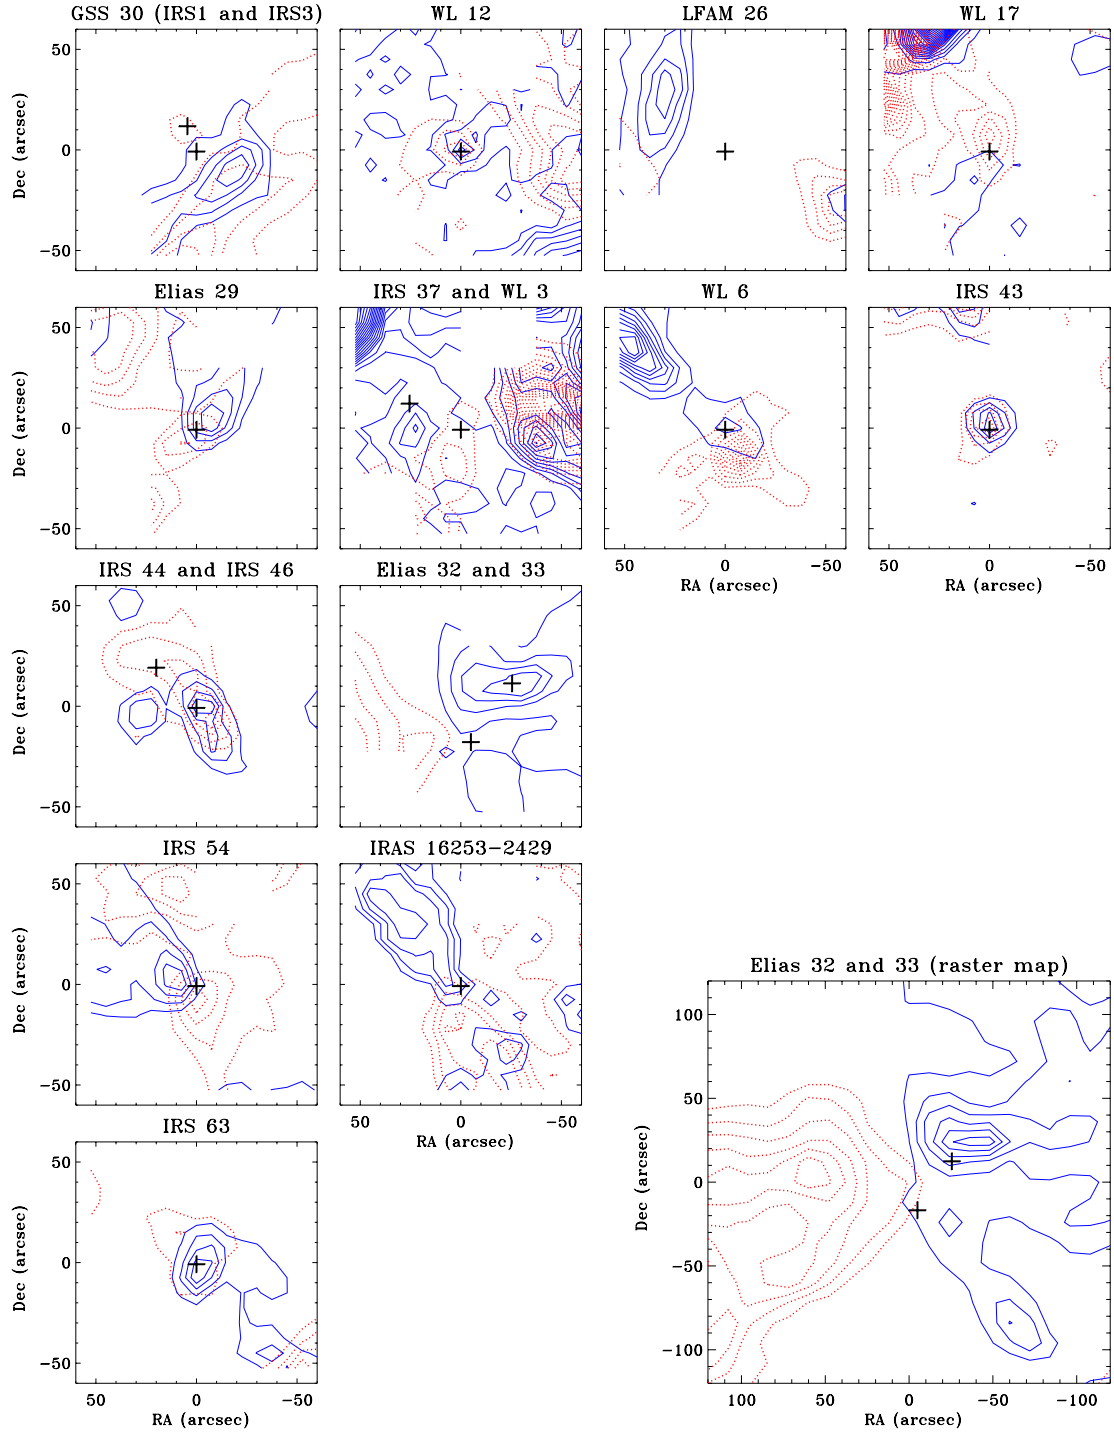 GSS 30 (IRS1 and IRS3) WL 12 LFAM 26 WL 17
50
0
−50
Dec (arcsec)
Elias 29 IRS 37 and WL 3 WL 6 IRS 43
50
0
−50
Dec (arcsec)
50 0 −50 50 0 −50
RA (arcsec) RA (arcsec)
IRS 44 and IRS 46 Elias 32 and 33
50
0
−50
Dec (arcsec)
IRS 54 IRAS 16253−2429
50
0
−50
Dec (arcsec)
50 0 −50
RA (arcsec)
IRS 63
50
0
−50
Dec (arcsec)
50 0 −50
RA (arcsec)
Elias 32 and 33 (raster map)
100
50
0
−50
−100
Dec (arcsec)
100 50 0 −50 −100
RA (arcsec)